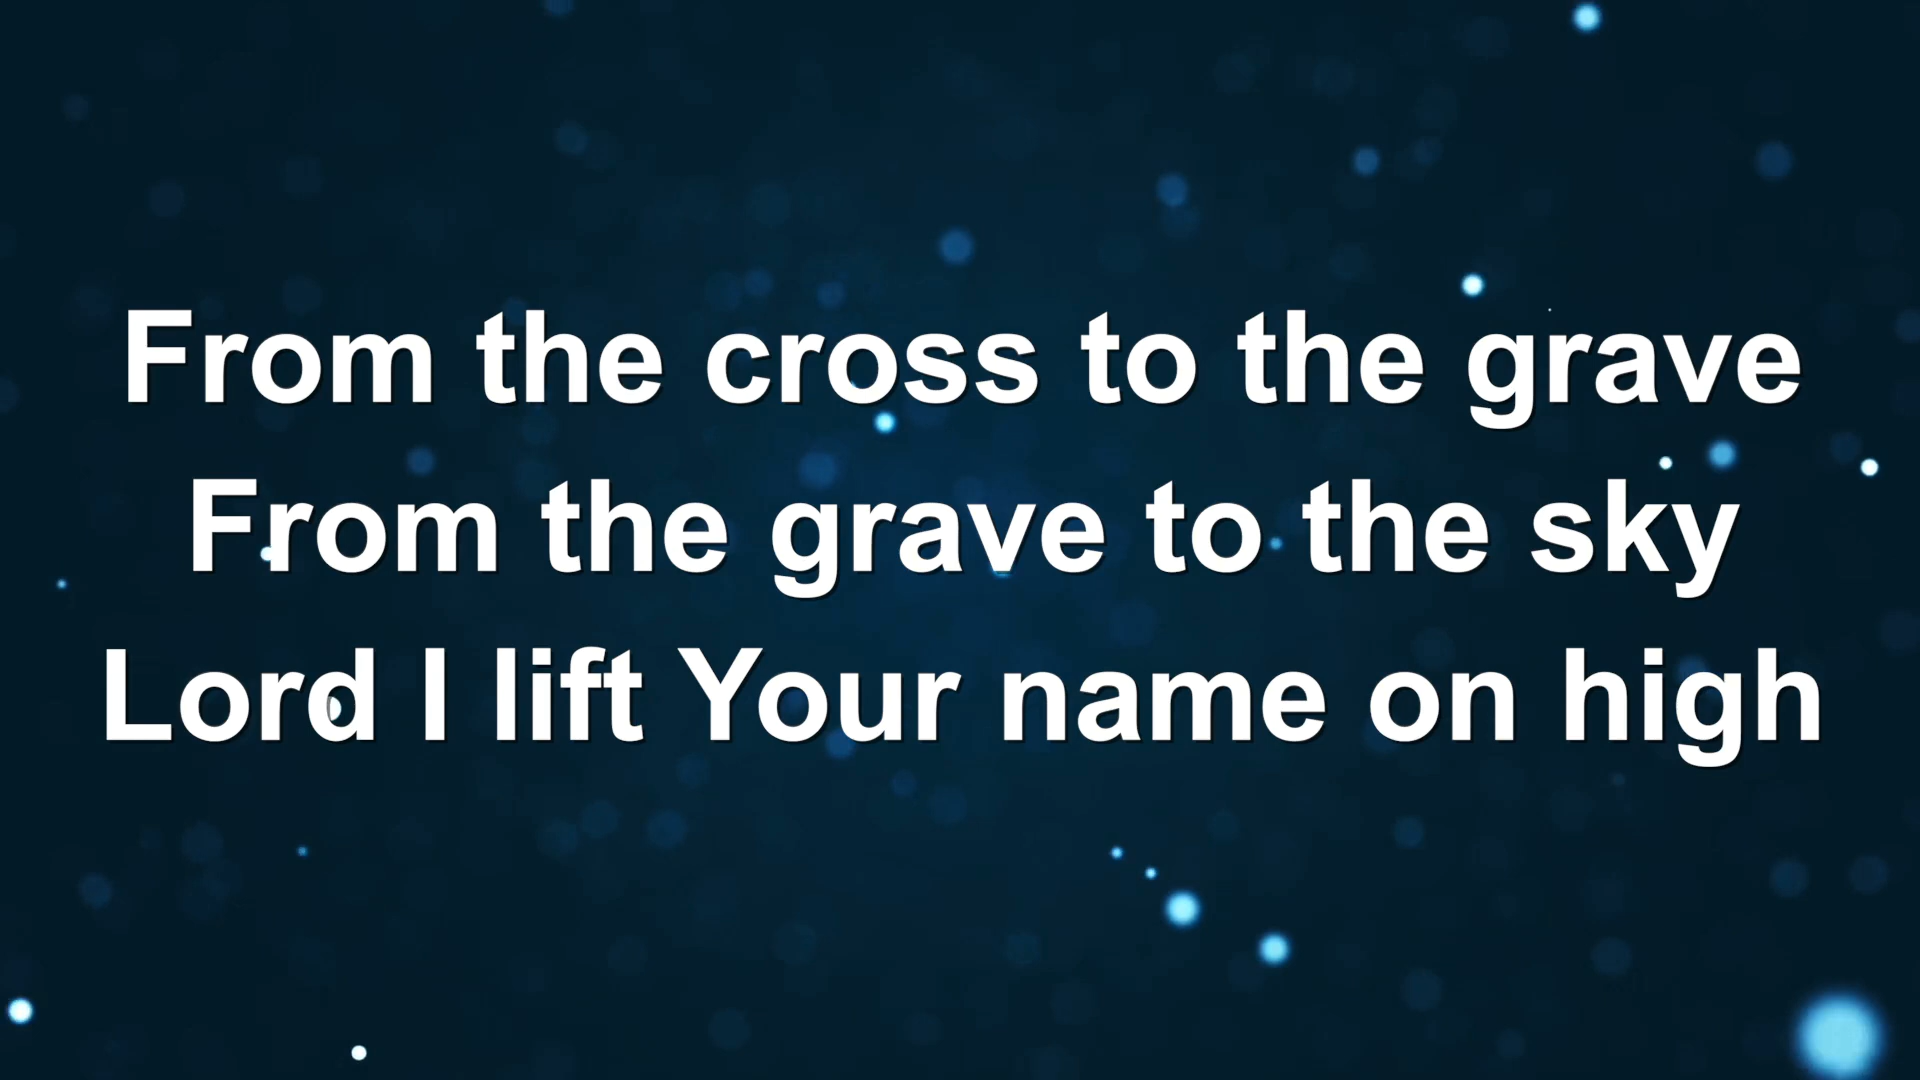 From the cross to the grave
From the grave to the sky
Lord I lift Your name on high